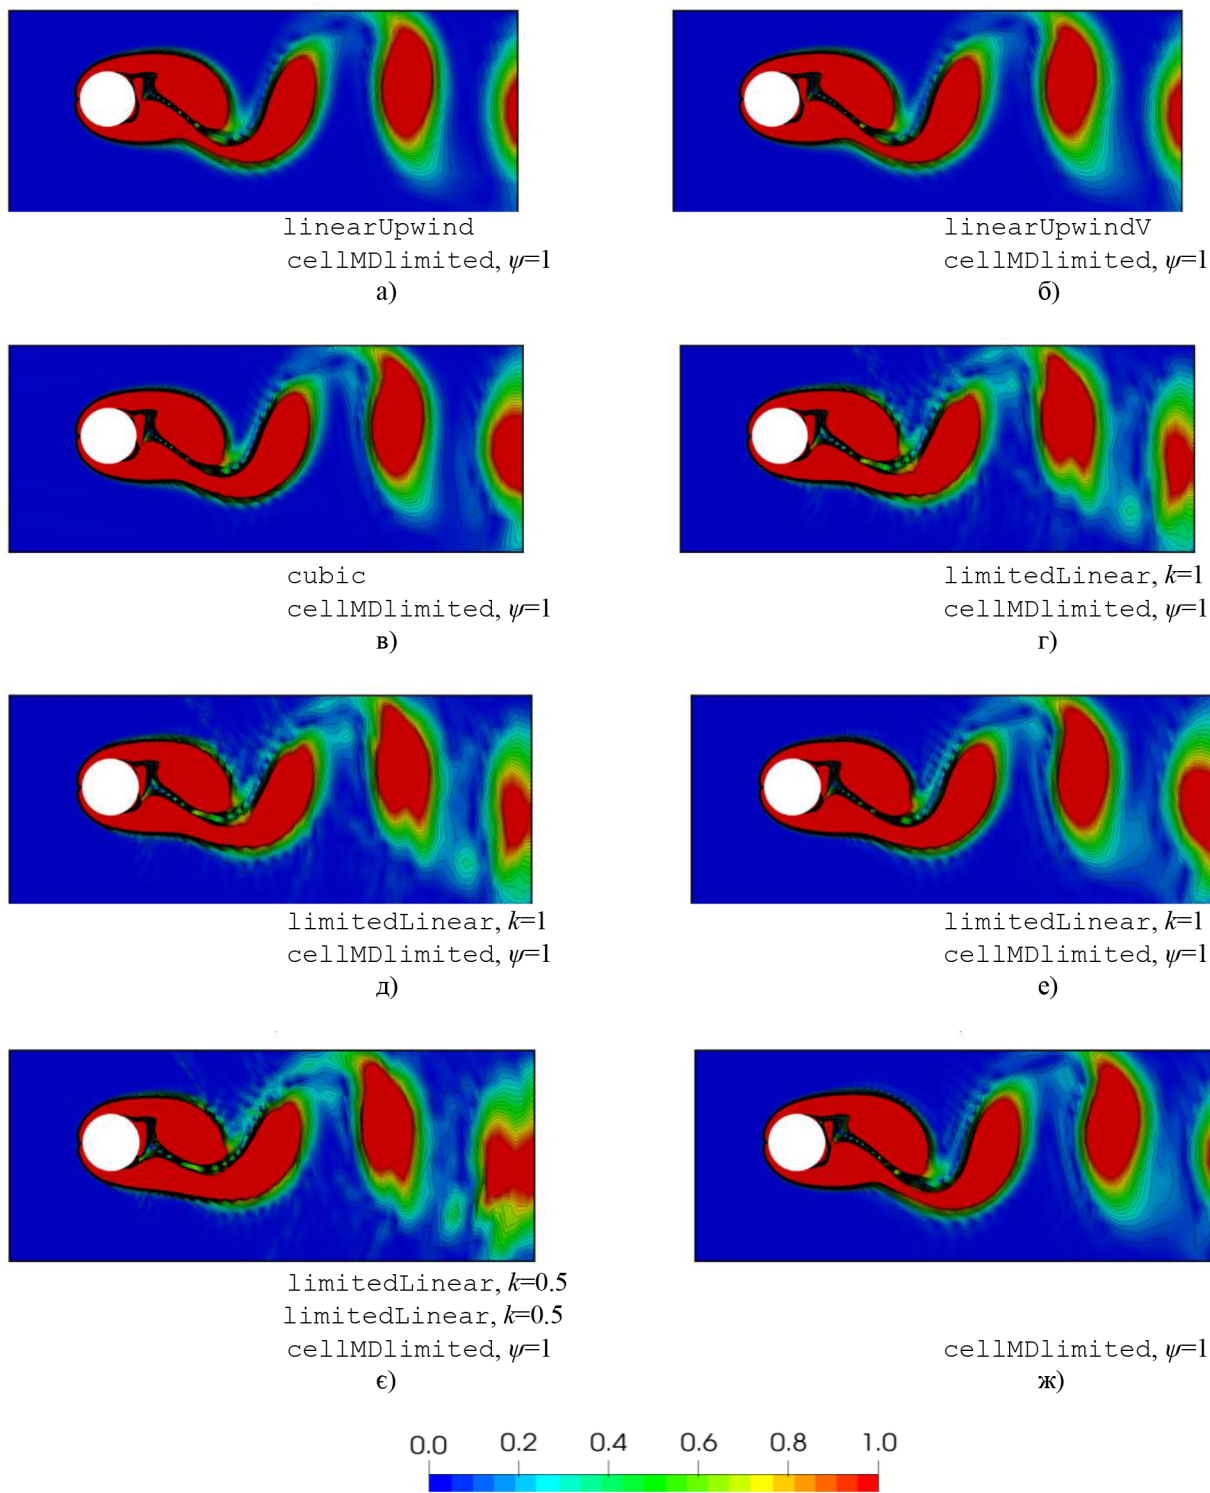 linearUpwind
cellMDlimited, ψ=1
а)
linearUpwindV
cellMDlimited, ψ=1
б)
cubic
cellMDlimited, ψ=1
в)
limitedLinear, k=1
cellMDlimited, ψ=1
г)
limitedLinear, k=1
cellMDlimited, ψ=1
д)
limitedLinear, k=1
cellMDlimited, ψ=1
е)
limitedLinear, k=0.5
limitedLinear, k=0.5
cellMDlimited, ψ=1
є)
cellMDlimited, ψ=1
ж)
0.0 0.2 0.4 0.6 0.8 1.0